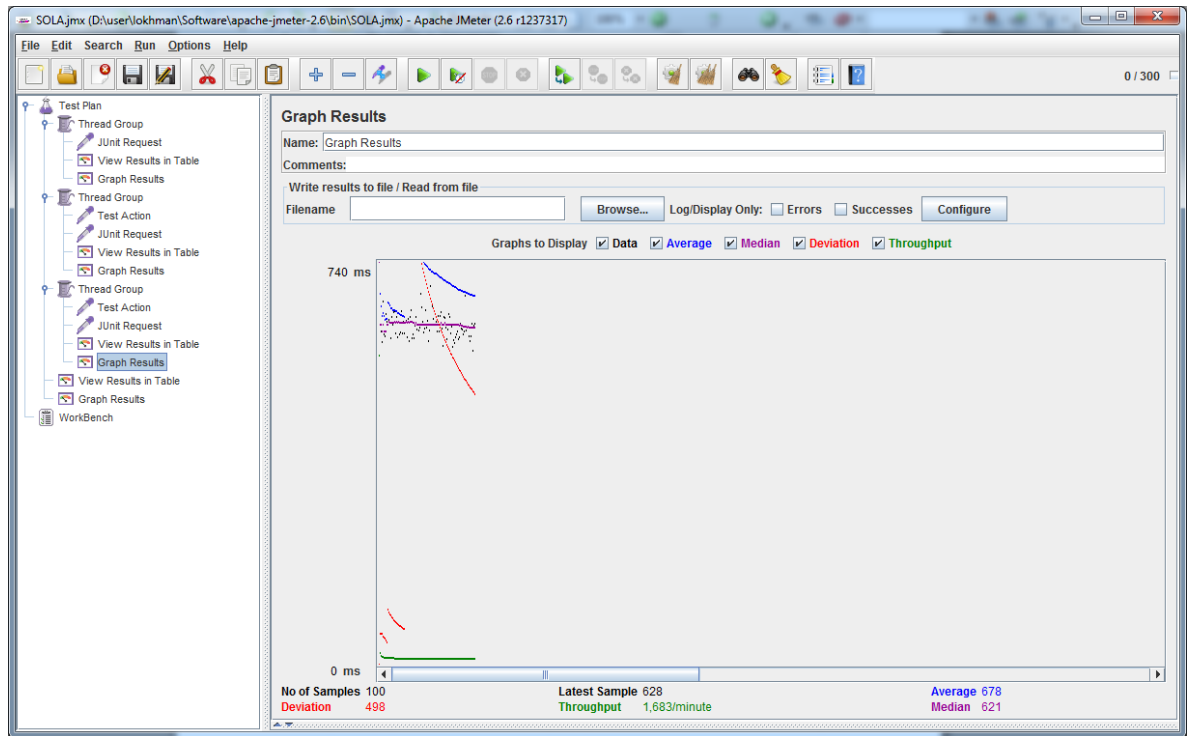 SOLA.jmx (D:\user\lokhman\Software\apache-jmeter-2.6\bin\SOLA.jmx) - Apache JMeter (2.6 r1237317)
File Edit Search Run Options Help
0 / 300
Test Plan
Thread Group
JUnit Request
View Results in Table
Graph Results
Thread Group
Test Action
JUnit Request
View Results in Table
Graph Results
Thread Group
Test Action
JUnit Request
View Results in Table
Graph Results
View Results in Table
Graph Results
WorkBench
Graph Results
Name: Graph Results
Comments:
Write results to file / Read from file
Filename Browse... Log/Display Only: Errors Successes Configure
Graphs to Display Data Average Median Deviation Throughput
740 ms
0 ms
No of Samples 100 Latest Sample 628 Average 678
Deviation 498 Throughput 1,683/minute Median 621